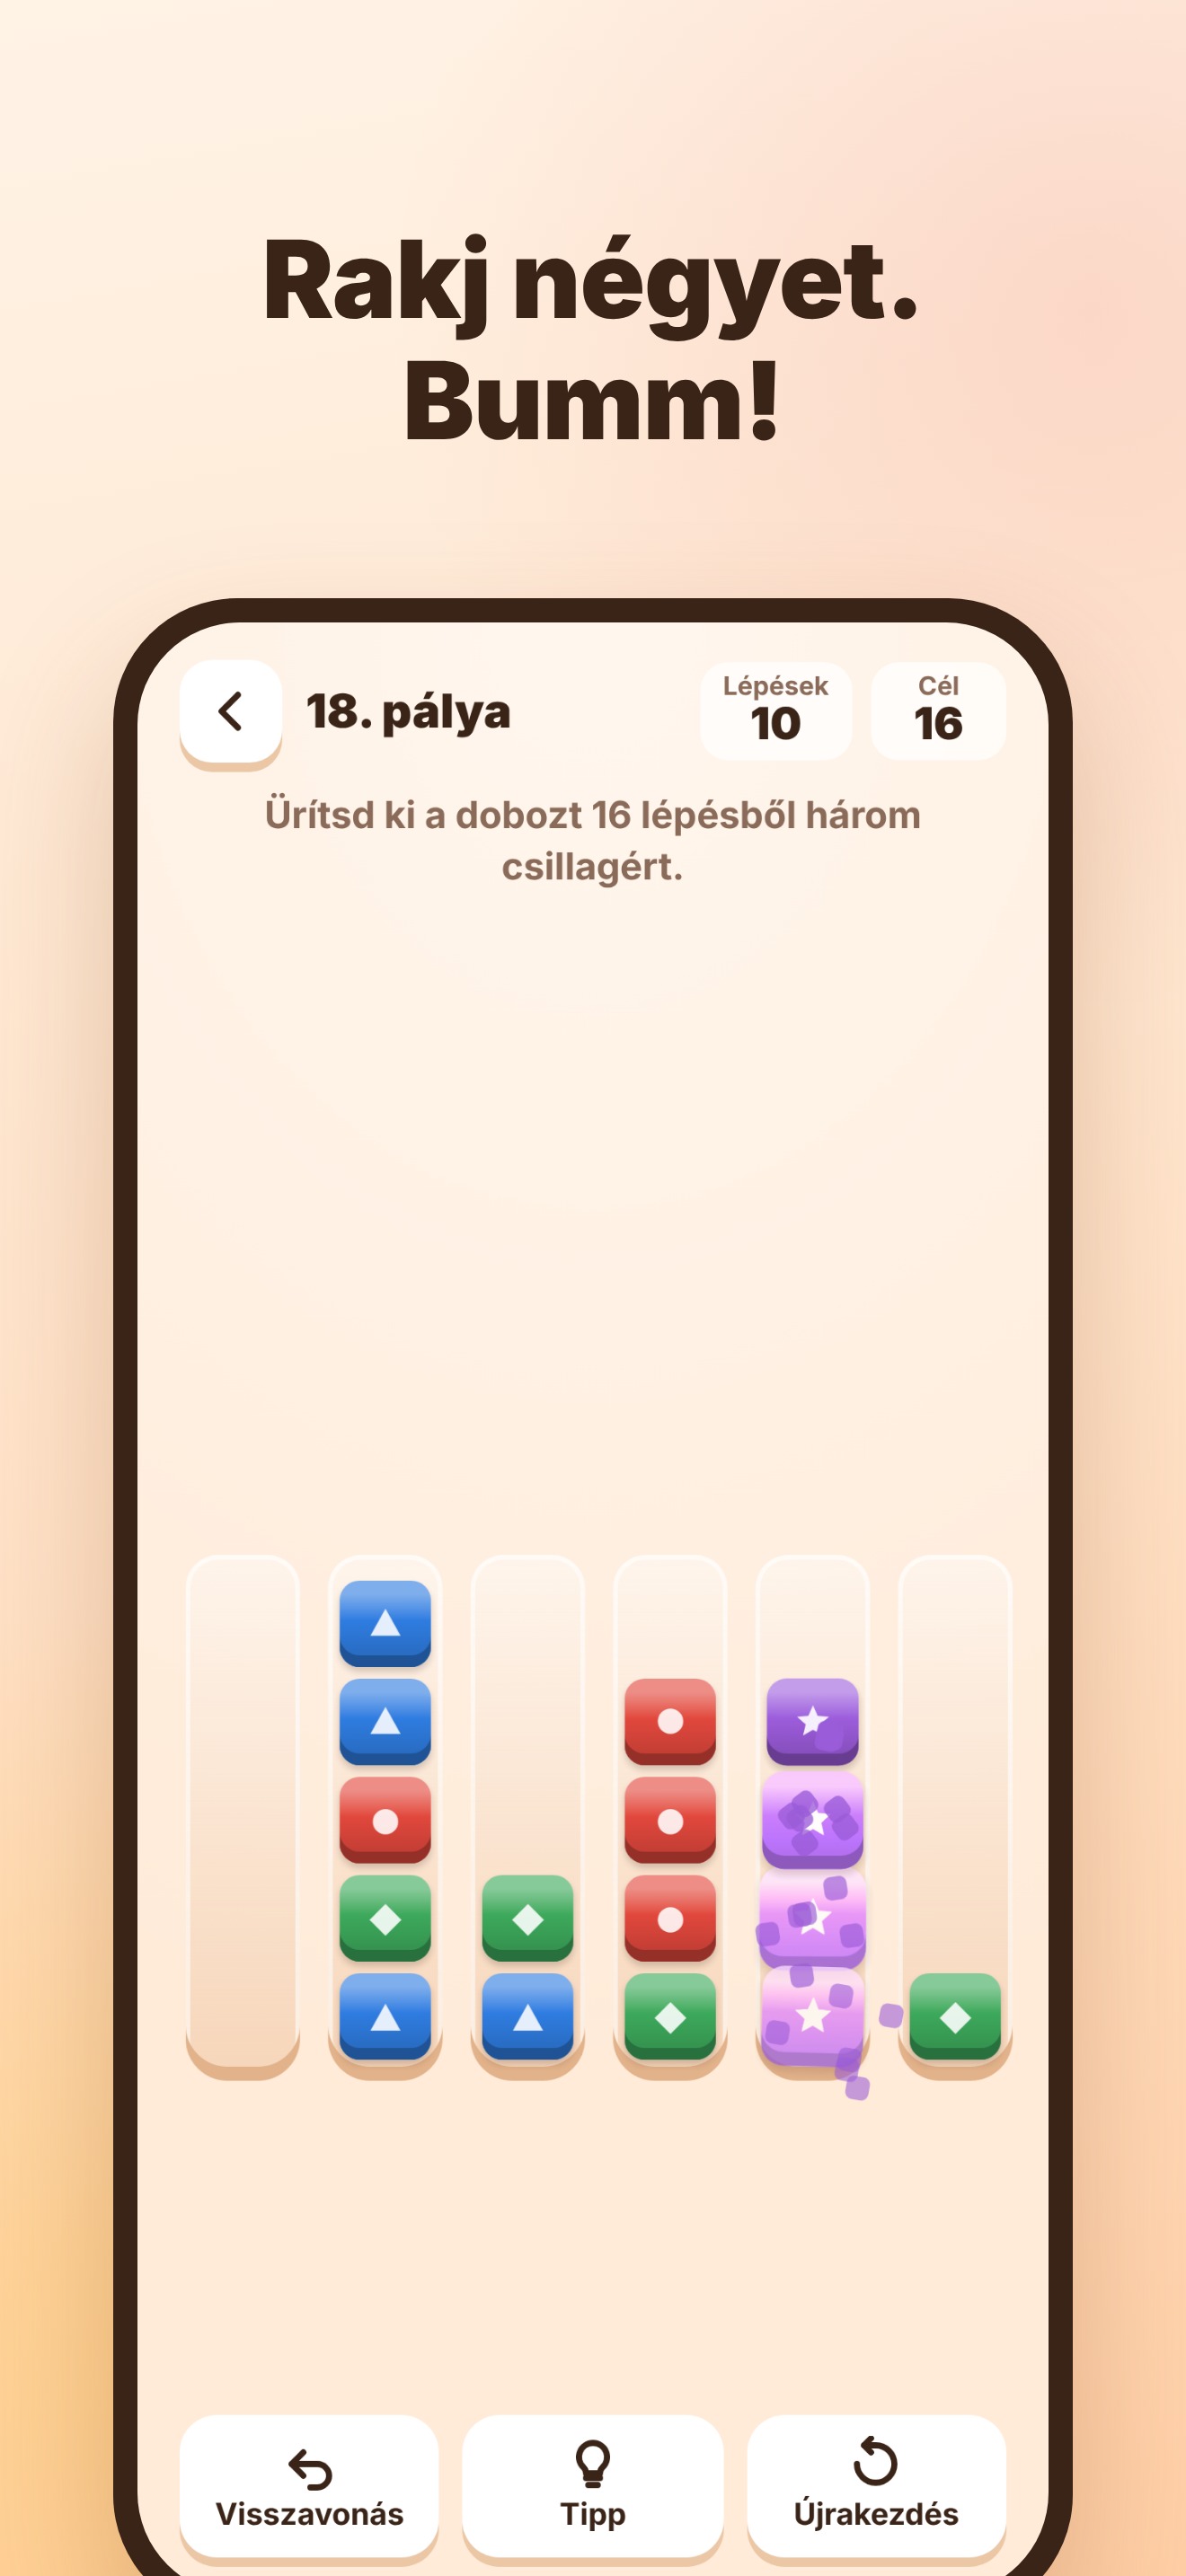 Rakj négyet.
Bumm!
18. pálya
Lépések
10
Cél
16
Ürítsd ki a dobozt 16 lépésből három
csillagért.
Visszavonás
Tipp
Újrakezdés